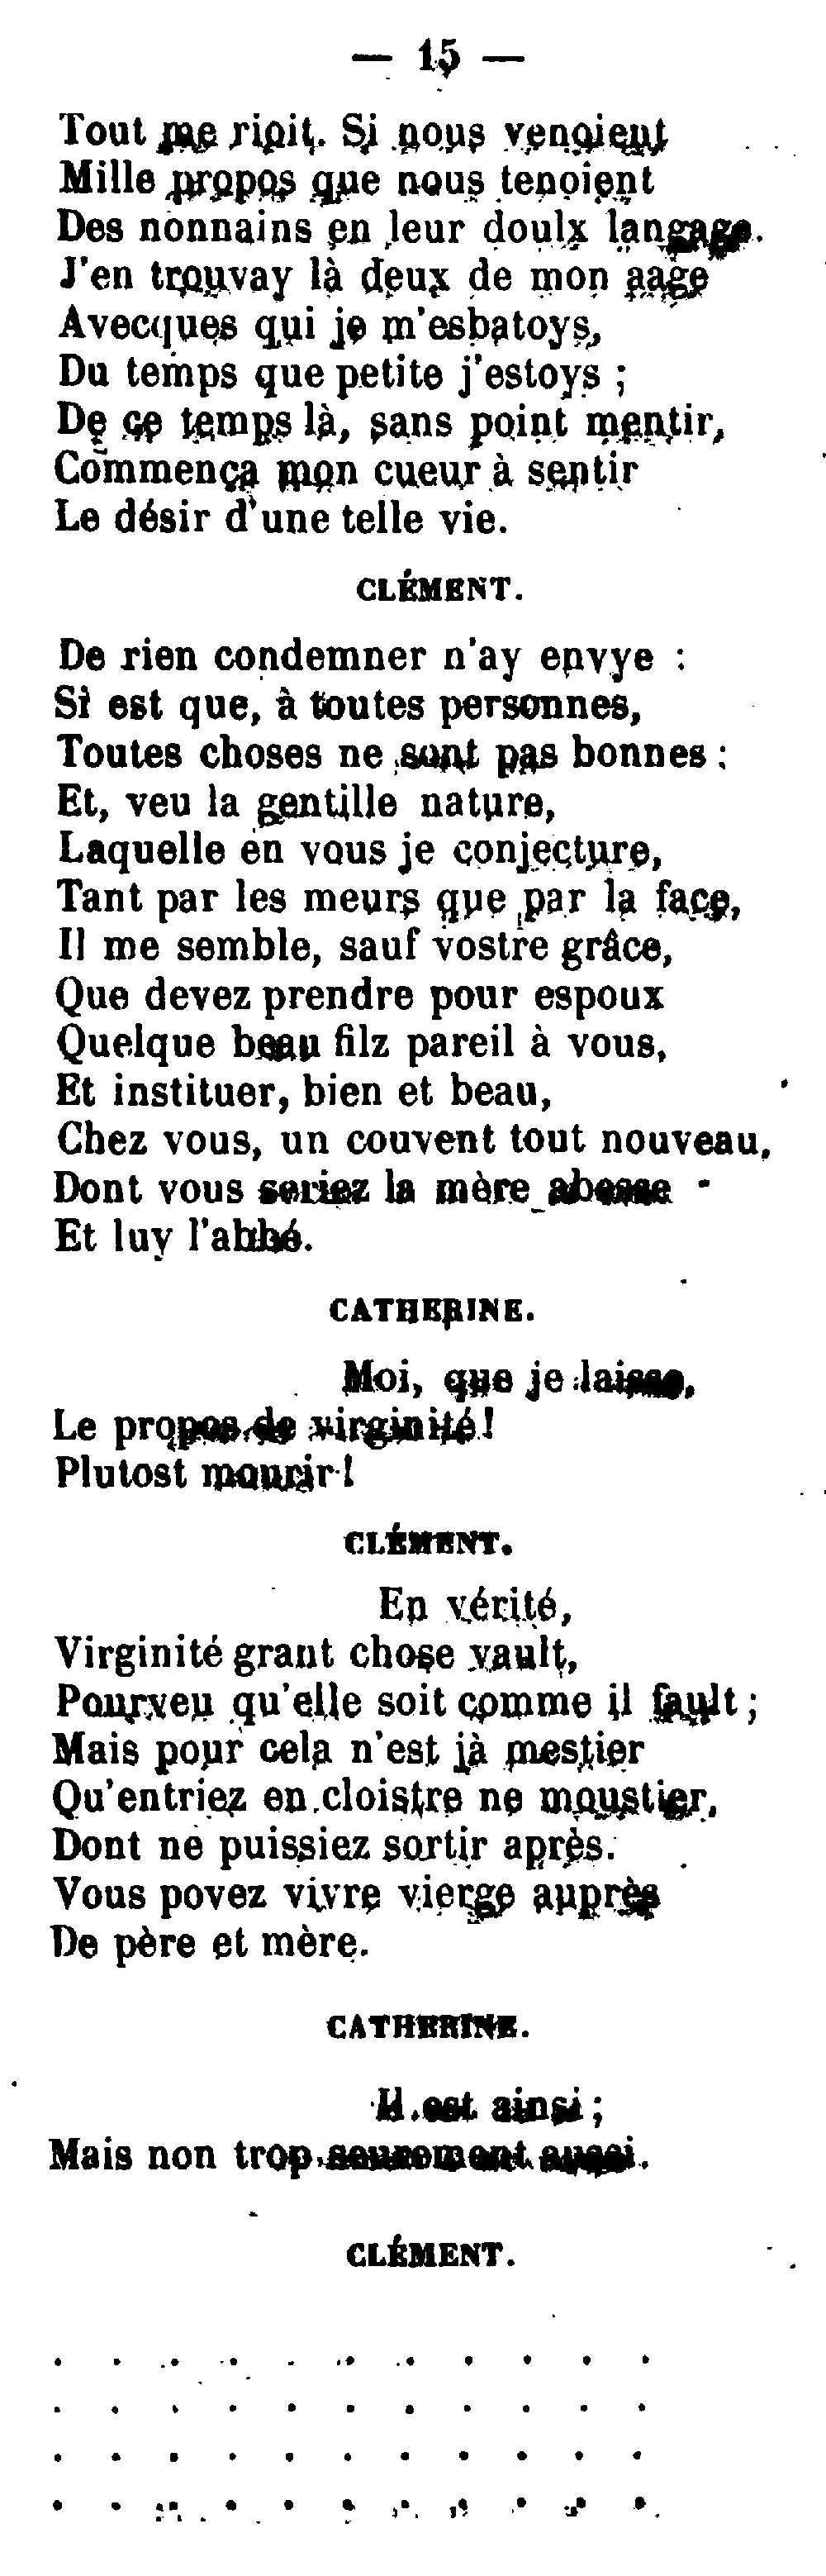 — 15 —
Tout me rioit. Si nous venoient
Mille propos que nous tenoient
Des nonnains en leur doulx langage.
J'en trouvay là deux de mon aage
Avecques qui je m'esbatoys,
Du temps que petite j'estoys ;
De ce temps là, sans point mentir,
Commença mon cueur à sentir
Le désir d'une telle vie.
CLÉMENT.
De rien condemner n'ay envye :
Si est que, à toutes personnes,
Toutes choses ne sont pas bonnes :
Et, veu la gentille nature,
Laquelle en vous je conjecture,
Tant par les meurs que par la face,
Il me semble, sauf vostre grâce,
Que devez prendre pour espoux
Quelque beau filz pareil à vous,
Et instituer, bien et beau,
Chez vous, un couvent tout nouveau,
Dont vous seriez la mère abesse
Et luy l'abbé.
CATHERINE.
Moi, que je laisse,
Le propos de virginité !
Plutost mourir !
CLÉMENT.
En vérité,
Virginité grant chose vault,
Pourveu qu'elle soit comme il fault ;
Mais pour cela n'est jà mestier
Qu'entriez en cloistre ne moustier,
Dont ne puissiez sortir après.
Vous povez vivre vierge auprès
De père et mère.
CATHERINE.
Il est ainsi ;
Mais non trop seurement aussi.
CLÉMENT.
. . . . . . . . . . .
. . . . . . . . . . .
. . . . . . . . . . .
. . . . . . . . . . .